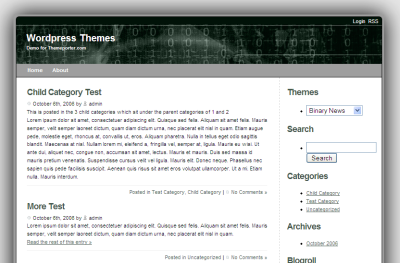 Login RSS
Wordpress Themes
Demo for Themeporter.com
Home About
Child Category Test
October 6th, 2008 by admin
This is posted in the 3 child categories which sit under the parent categories of 1 and 2
Lorem ipsum dolor sit amet, consectetuer adipiscing elit. Quisque sed felis. Aliquam sit amet felis. Mauris
semper, velit semper laoreet dictum, quam diam dictum urna, nec placerat elit nisl in quam. Etiam augue
pede, molestie eget, rhoncus at, convallis ut, eros. Aliquam pharetra. Nulla in tellus eget odio sagittis
blandit. Maecenas at nisl. Nullam lorem mi, eleifend a, fringilla vel, semper at, ligula. Mauris eu wisi. Ut
ante dui, aliquet nec, congue non, accumsan sit amet, lectus. Mauris et mauris. Duis sed massa id
mauris pretium venenatis. Suspendisse cursus velit vel ligula. Mauris elit. Donec neque. Phasellus nec
sapien quis pede facilisis suscipit. Aenean quis risus sit amet eros volutpat ullamcorper. Ut a mi. Etiam
nulla. Mauris interdum.
Posted in Test Category, Child Category | No Comments »
More Test
October 6th, 2008 by admin
Lorem ipsum dolor sit amet, consectetuer adipiscing elit. Quisque sed felis. Aliquam sit amet felis. Mauris
semper, velit semper laoreet dictum, quam diam dictum urna, nec placerat elit nisl in quam.
Read the rest of this entry »
Posted in Uncategorized | No Comments »
Themes
Binary News
Search
Search
Categories
Child Category
Test Category
Uncategorized
Archives
October 2008
Blogroll